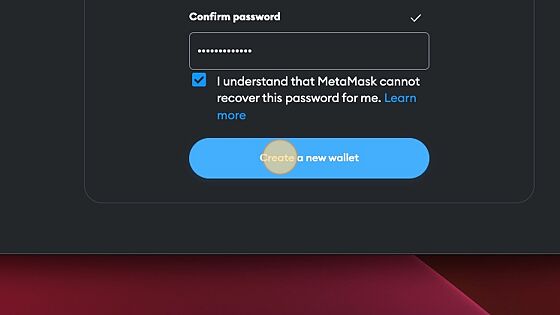 Confirm password
•••••••••••••
I understand that MetaMask cannot
recover this password for me. Learn
more
Create a new wallet